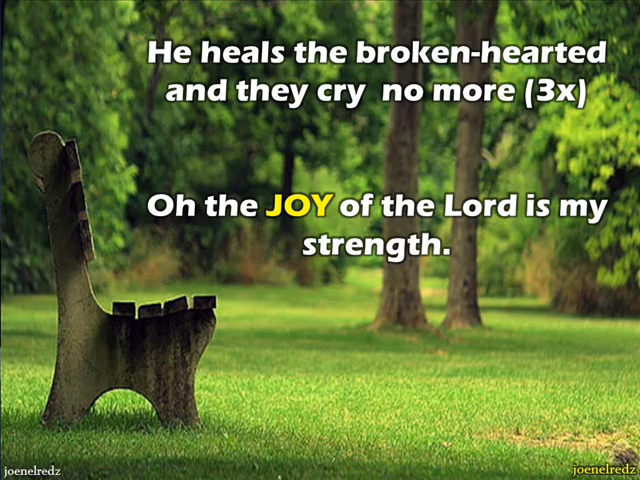 He heals the broken-hearted
and they cry no more (3x)
Oh the JOY of the Lord is my
strength.
joenelredz
joenelredz